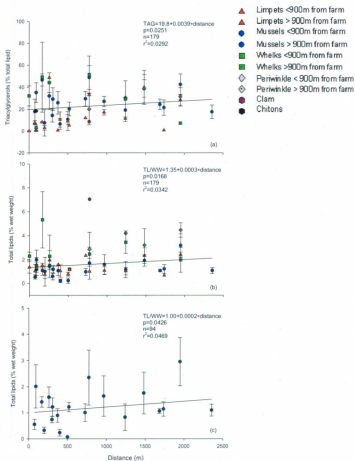 Limpets <900m from farm
Limpets > 900m from farm
Mussels <900m from farm
Mussels > 900m from farm
Whelks <900m from farm
Whelks >900m from farm
Periwinkle < 900m from farm
Periwinkle > 900m from farm
Clam
Chitons
TAG=19.8+0.0039*distance
p=0.0251
n=179
r²=0.0292
Triacylglycerols (% total lipid)
100
80
60
40
20
0
-20
(a)
TL/WW=1.35+0.0003*distance
p=0.0168
n=179
r²=0.0342
Total lipids (% wet weight)
10
8
6
4
2
0
(b)
TL/WW=1.00+0.0002*distance
p=0.0426
n=94
r²=0.0469
Total lipids (% wet weight)
5
4
3
2
1
0
(c)
0 500 1000 1500 2000 2500
Distance (m)